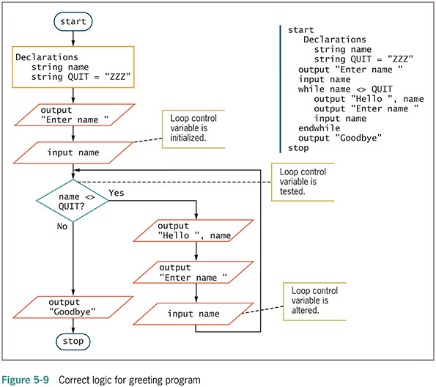 start
Declarations
string name
string QUIT = "ZZZ"
output
"Enter name "
input name
Loop control
variable is
initialized.
name <>
QUIT?
Yes
No
Loop control
variable is
tested.
output
"Hello ", name
output
"Enter name "
input name
Loop control
variable is
altered.
output
"Goodbye"
stop
start
Declarations
string name
string QUIT = "ZZZ"
output "Enter name "
input name
while name <> QUIT
output "Hello ", name
output "Enter name "
input name
endwhile
output "Goodbye"
stop
Figure 5-9 Correct logic for greeting program